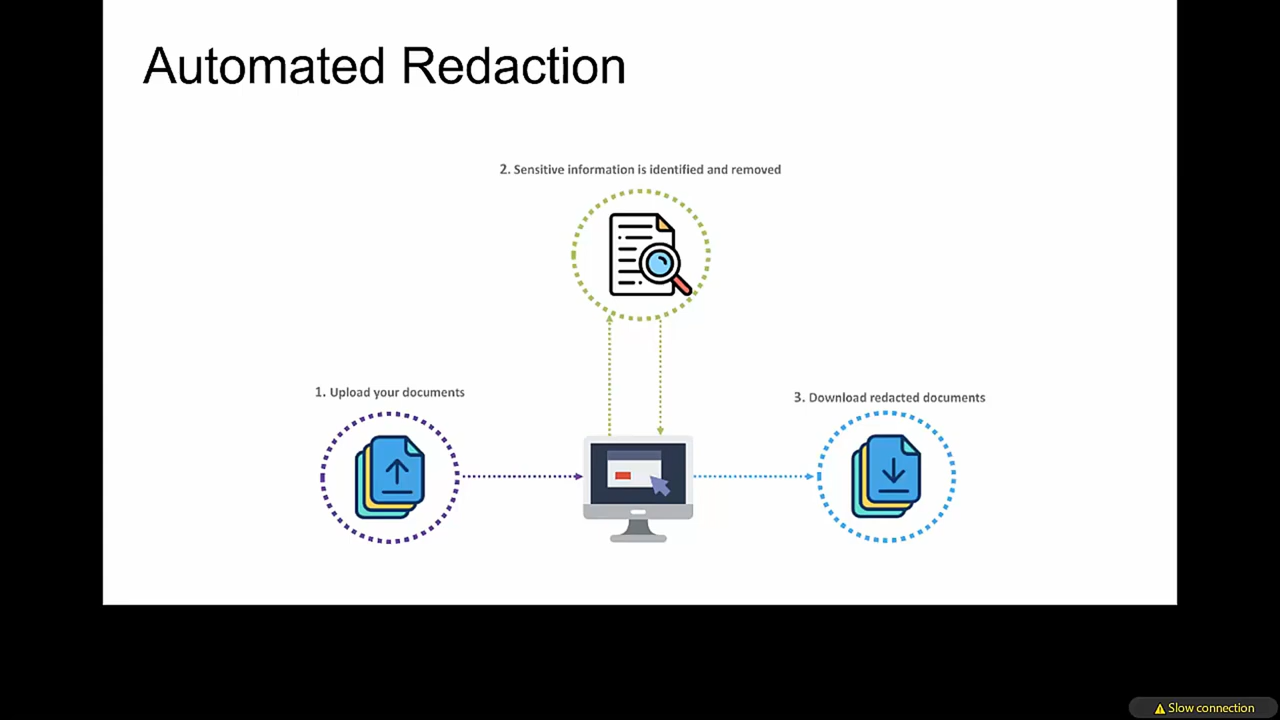 Automated Redaction
2. Sensitive information is identified and removed
1. Upload your documents
3. Download redacted documents
Slow connection